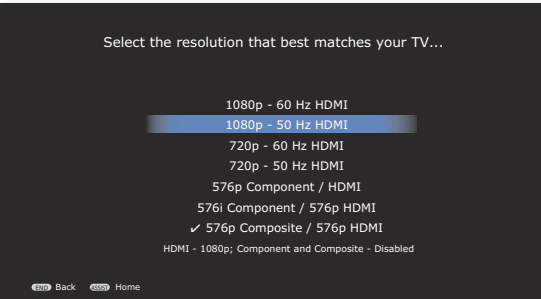 Select the resolution that best matches your TV...
1080p - 60 Hz HDMI
1080p - 50 Hz HDMI
720p - 60 Hz HDMI
720p - 50 Hz HDMI
576p Component / HDMI
576i Component / 576p HDMI
✓ 576p Composite / 576p HDMI
HDMI - 1080p; Component and Composite - Disabled
END Back ASSIST Home